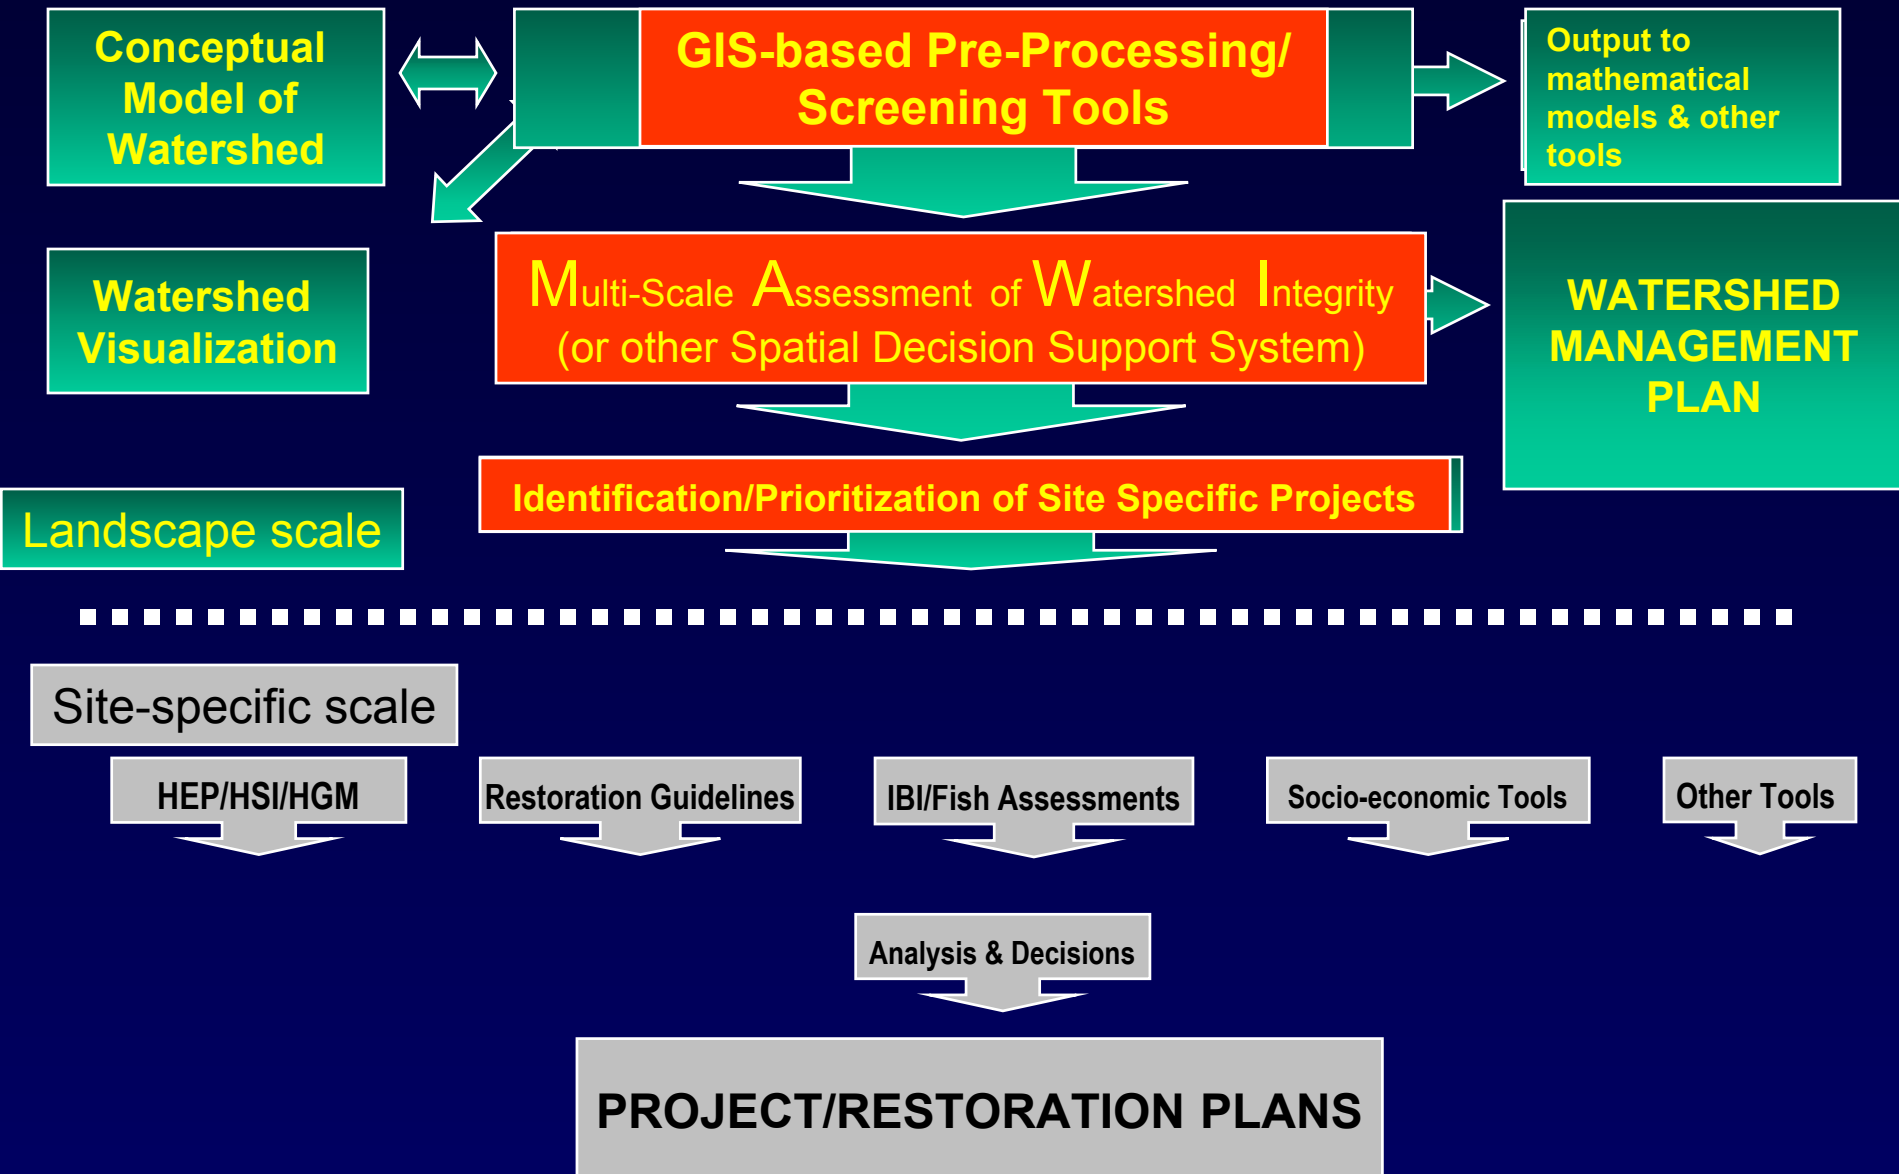 Conceptual
Model of
Watershed
GIS-based Pre-Processing/
Screening Tools
Output to
mathematical
models & other
tools
Watershed
Visualization
Multi-Scale Assessment of Watershed Integrity
(or other Spatial Decision Support System)
WATERSHED
MANAGEMENT
PLAN
Identification/Prioritization of Site Specific Projects
Landscape scale
Site-specific scale
HEP/HSI/HGM
Restoration Guidelines
IBI/Fish Assessments
Socio-economic Tools
Other Tools
Analysis & Decisions
PROJECT/RESTORATION PLANS